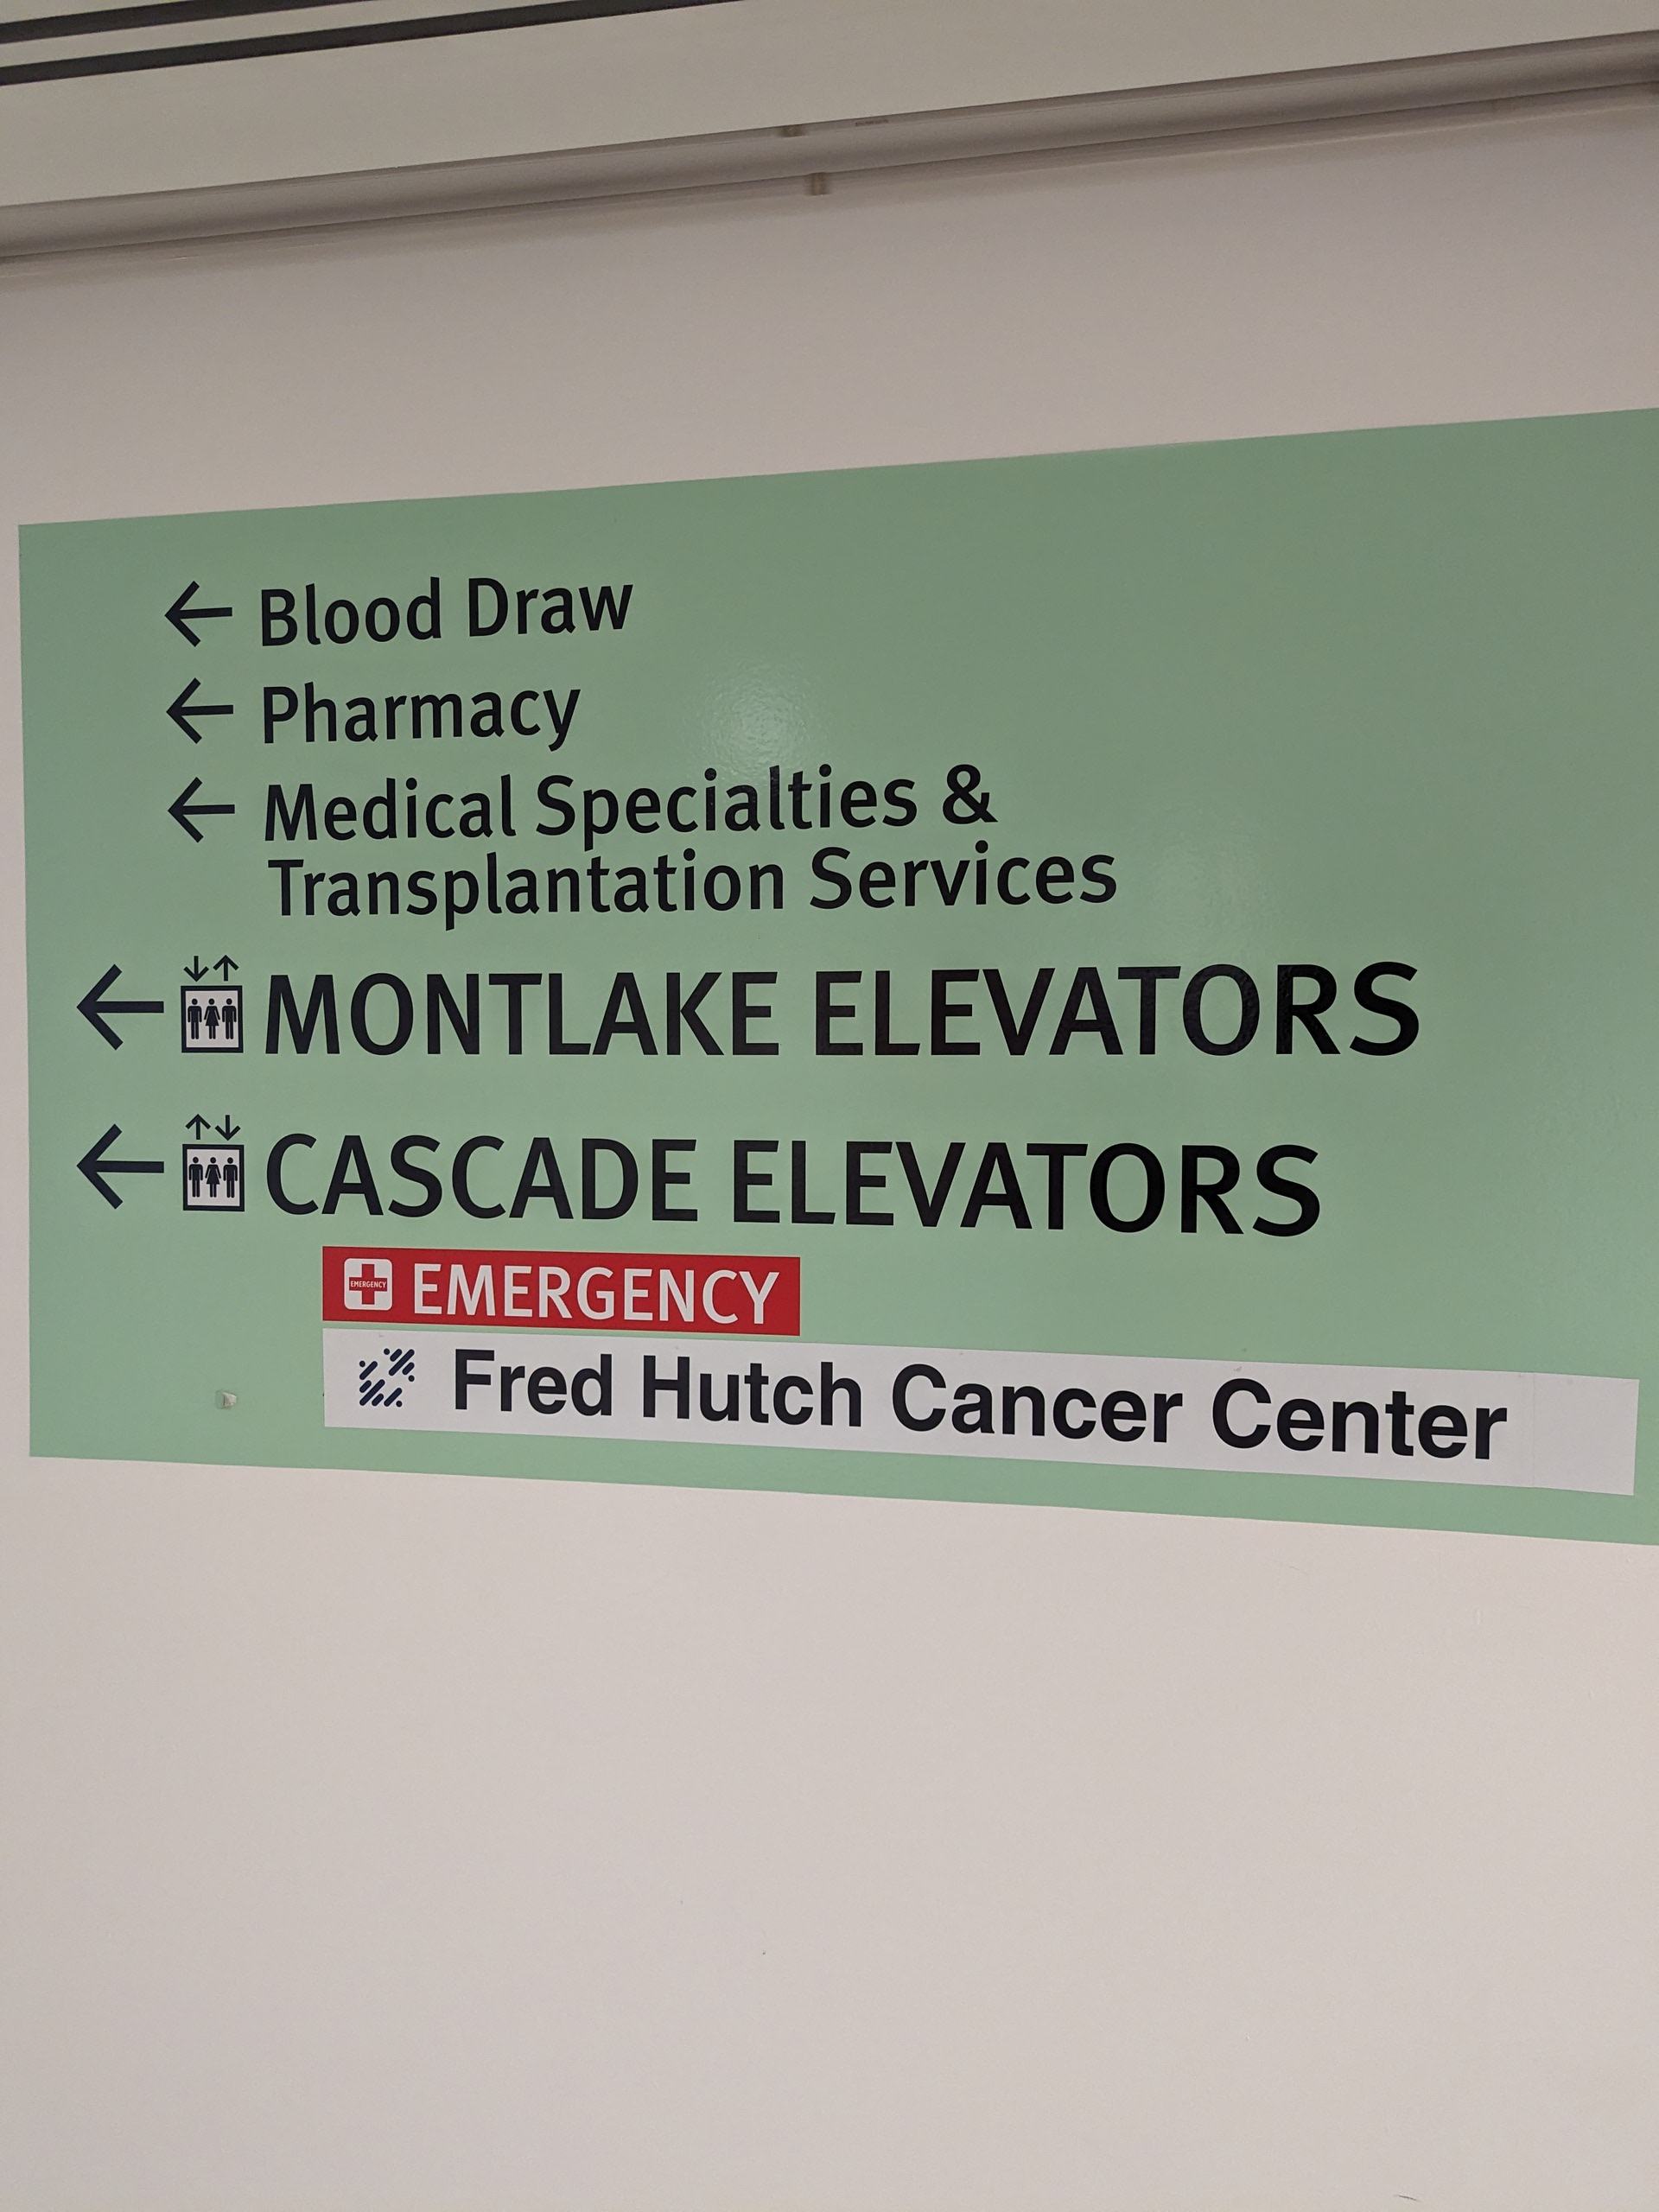 ← Blood Draw
← Pharmacy
← Medical Specialties &
Transplantation Services
← MONTLAKE ELEVATORS
← CASCADE ELEVATORS
EMERGENCY EMERGENCY
Fred Hutch Cancer Center